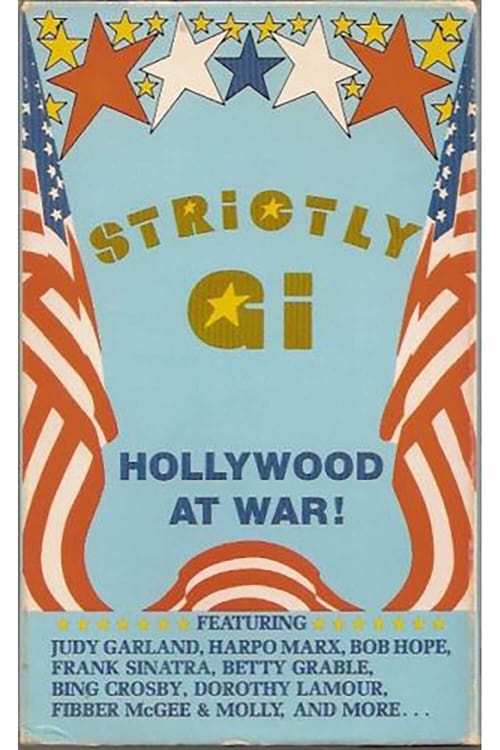 STRiCTLY
Gi
HOLLYWOOD
AT WAR!
FEATURING
JUDY GARLAND, HARPO MARX, BOB HOPE,
FRANK SINATRA, BETTY GRABLE,
BING CROSBY, DOROTHY LAMOUR,
FIBBER McGEE & MOLLY, AND MORE...